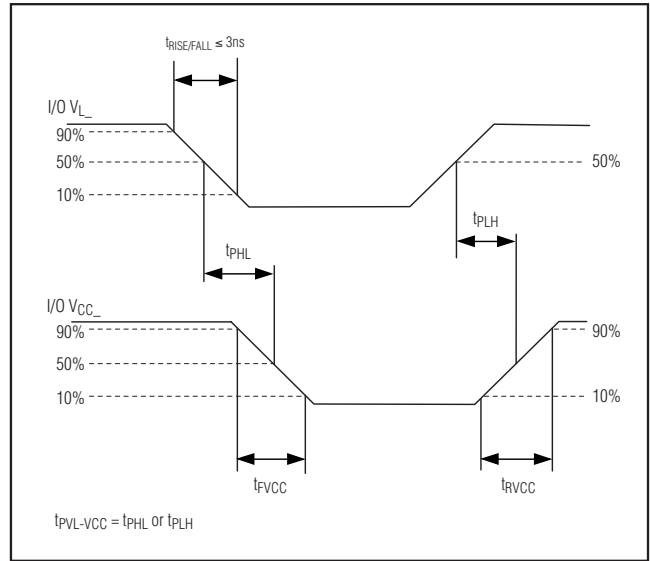 tRISE/FALL ≤ 3ns
I/O VL_
90%
50%
50%
10%
tPLH
tPHL
I/O VCC_
90%
90%
50%
10%
10%
tFVCC
tRVCC
tPVL-VCC = tPHL or tPLH